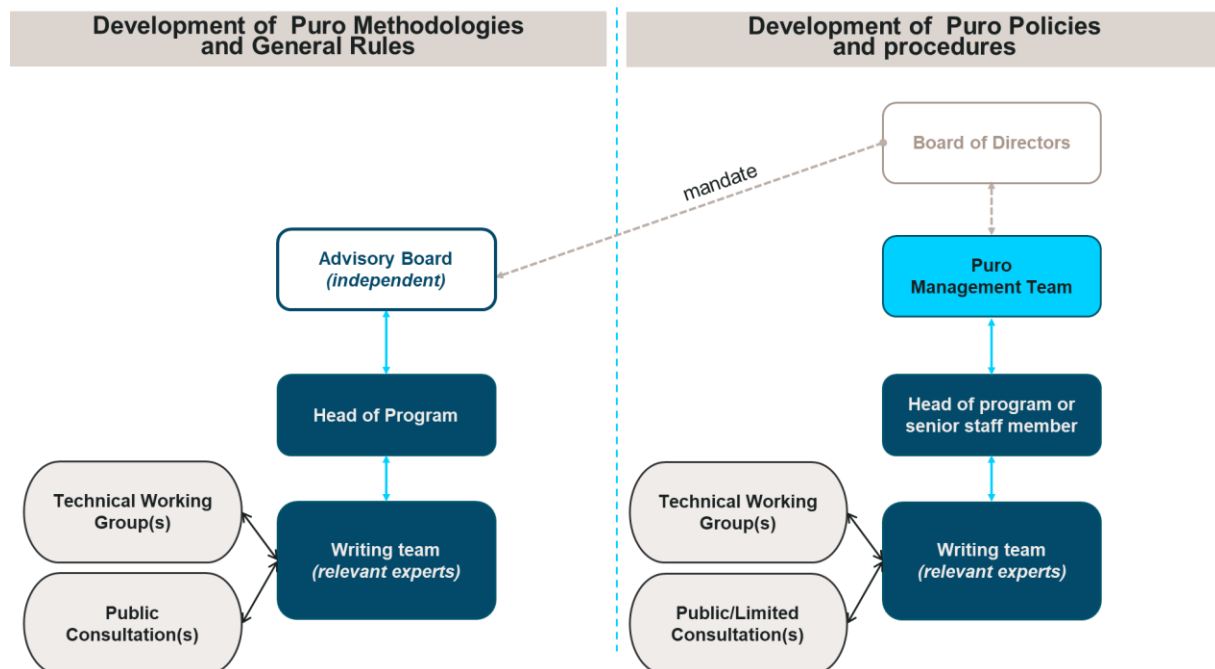 Development of Puro Methodologies
and General Rules
mandate
Advisory Board
(independent)
Head of Program
Technical Working
Group(s)
Writing team
(relevant experts)
Public
Consultation(s)
Development of Puro Policies
and procedures
Board of Directors
Puro
Management Team
Head of program or
senior staff member
Technical Working
Group(s)
Writing team
(relevant experts)
Public/Limited
Consultation(s)